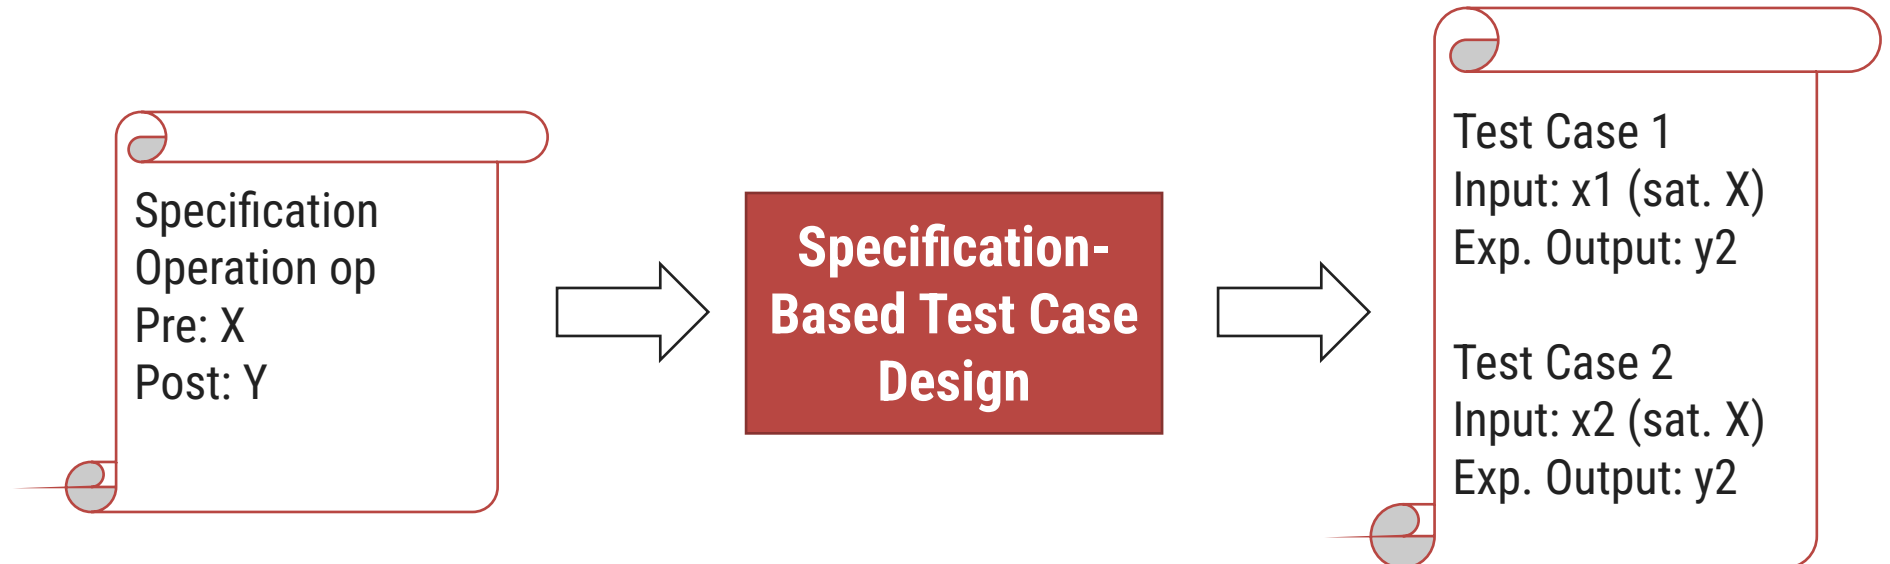 Specification
Operation op
Pre: X
Post: Y
Specification-
Based Test Case
Design
Test Case 1
Input: x1 (sat. X)
Exp. Output: y2
Test Case 2
Input: x2 (sat. X)
Exp. Output: y2